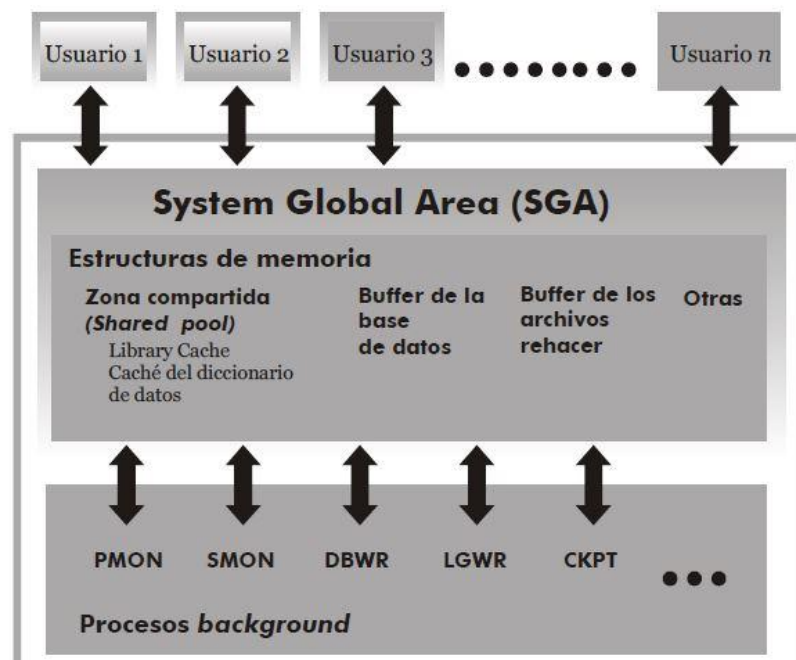 Usuario 1
Usuario 2
Usuario 3
Usuario n
System Global Area (SGA)
Estructuras de memoria
Zona compartida
(Shared pool)
Library Cache
Caché del diccionario
de datos
Buffer de la
base
de datos
Buffer de los
archivos
rehacer
Otras
PMON
SMON
DBWR
LGWR
CKPT
Procesos background